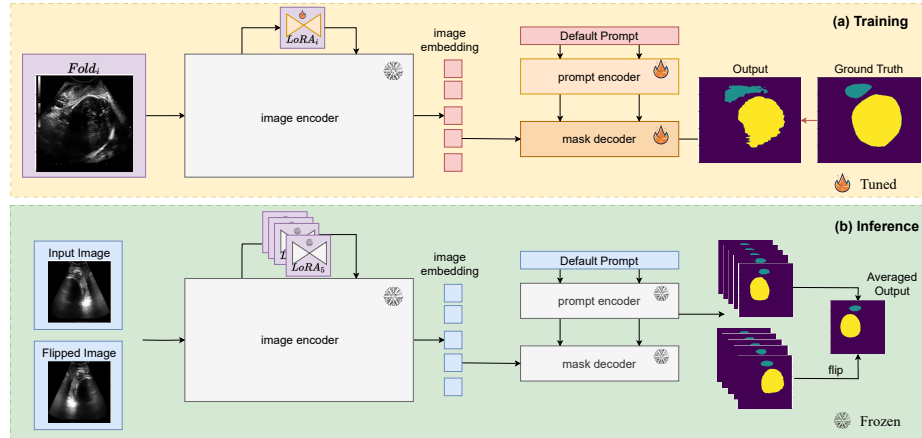 (a) Training
Fold_i
LoRA_i
image encoder
image
embedding
Default Prompt
prompt encoder
mask decoder
Output
Ground Truth
Tuned
(b) Inference
Input Image
Flipped Image
L
LoRA_5
image encoder
image
embedding
Default Prompt
prompt encoder
mask decoder
Averaged
Output
flip
Frozen